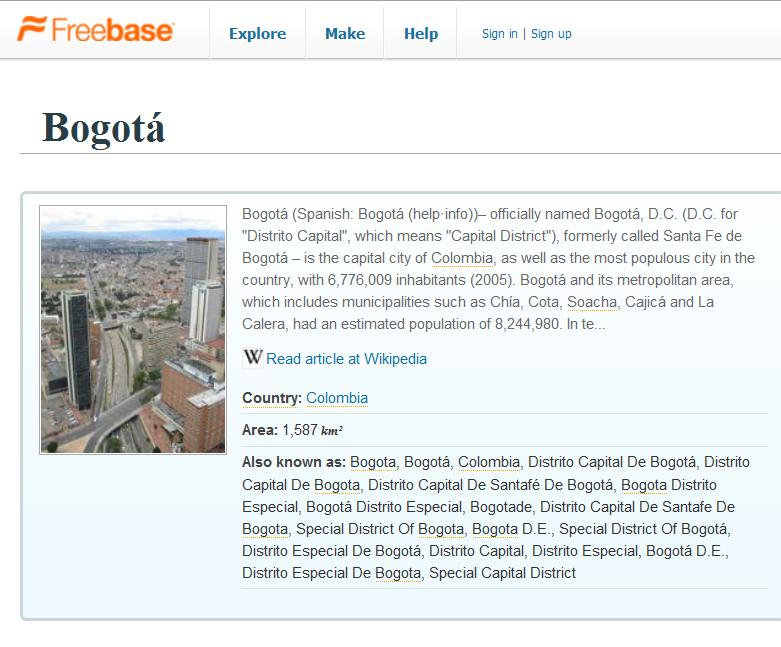 Freebase Explore Make Help Sign in | Sign up
Bogotá
Bogotá (Spanish: Bogotá (help·info))– officially named Bogotá, D.C. (D.C. for
"Distrito Capital", which means "Capital District"), formerly called Santa Fe de
Bogotá – is the capital city of Colombia, as well as the most populous city in the
country, with 6,776,009 inhabitants (2005). Bogotá and its metropolitan area,
which includes municipalities such as Chía, Cota, Soacha, Cajicá and La
Calera, had an estimated population of 8,244,980. In te...
W Read article at Wikipedia
Country: Colombia
Area: 1,587 km²
Also known as: Bogota, Bogotá, Colombia, Distrito Capital De Bogotá, Distrito
Capital De Bogota, Distrito Capital De Santafé De Bogotá, Bogota Distrito
Especial, Bogotá Distrito Especial, Bogotade, Distrito Capital De Santafe De
Bogota, Special District Of Bogota, Bogota D.E., Special District Of Bogotá,
Distrito Especial De Bogotá, Distrito Capital, Distrito Especial, Bogotá D.E.,
Distrito Especial De Bogota, Special Capital District